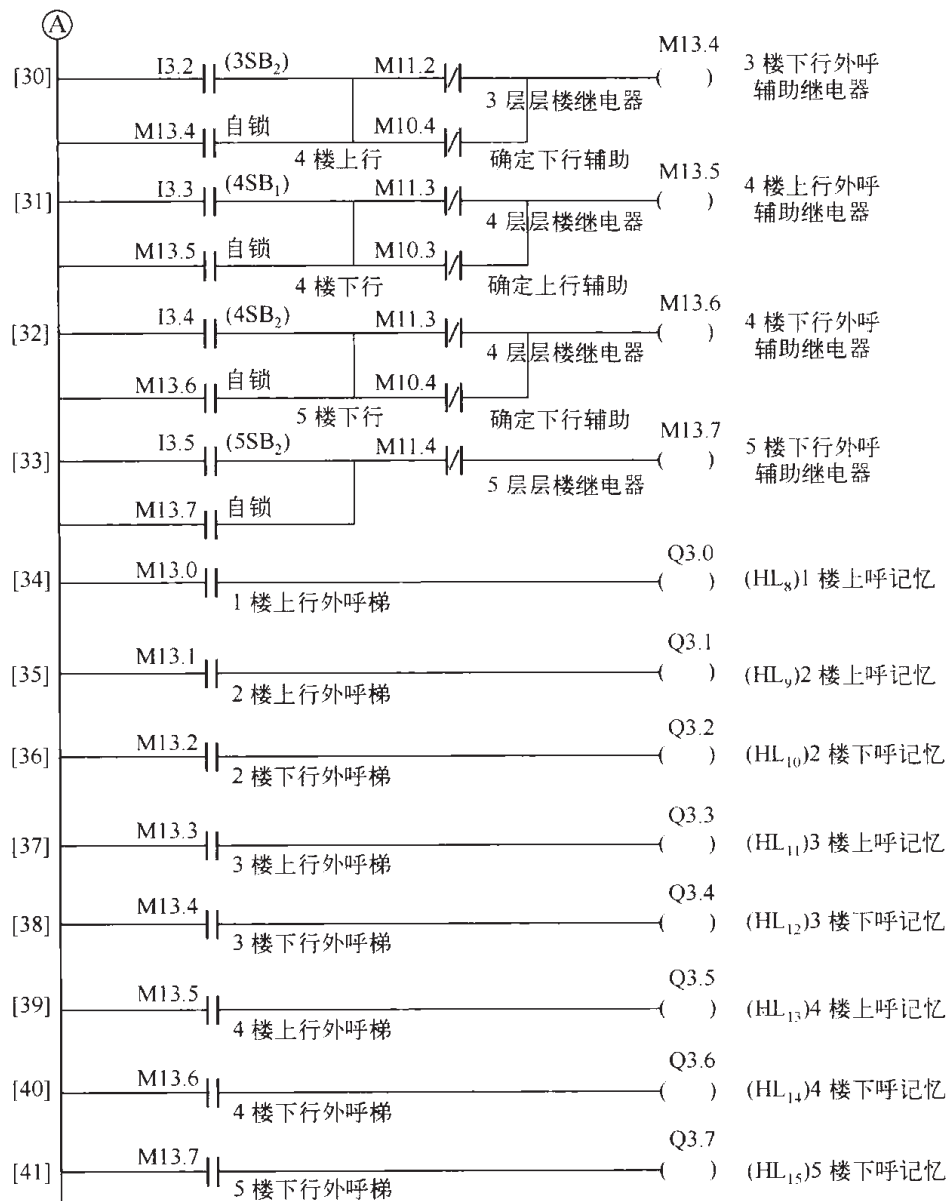 A
[30] I3.2 (3SB₂) M11.2 M13.4 3 楼下行外呼
3 层层楼继电器 辅助继电器
M13.4 自锁 M10.4
4 楼上行 确定下行辅助
[31] I3.3 (4SB₁) M11.3 M13.5 4 楼上行外呼
4 层层楼继电器 辅助继电器
M13.5 自锁 M10.3
4 楼下行 确定上行辅助
[32] I3.4 (4SB₂) M11.3 M13.6 4 楼下行外呼
4 层层楼继电器 辅助继电器
M13.6 自锁 M10.4
5 楼下行 确定下行辅助
[33] I3.5 (5SB₂) M11.4 M13.7 5 楼下行外呼
5 层层楼继电器 辅助继电器
M13.7 自锁
[34] M13.0 Q3.0 (HL₈)1 楼上呼记忆
1 楼上行外呼梯
[35] M13.1 Q3.1 (HL₉)2 楼上呼记忆
2 楼上行外呼梯
[36] M13.2 Q3.2 (HL₁₀)2 楼下呼记忆
2 楼下行外呼梯
[37] M13.3 Q3.3 (HL₁₁)3 楼上呼记忆
3 楼上行外呼梯
[38] M13.4 Q3.4 (HL₁₂)3 楼下呼记忆
3 楼下行外呼梯
[39] M13.5 Q3.5 (HL₁₃)4 楼上呼记忆
4 楼上行外呼梯
[40] M13.6 Q3.6 (HL₁₄)4 楼下呼记忆
4 楼下行外呼梯
[41] M13.7 Q3.7 (HL₁₅)5 楼下呼记忆
5 楼下行外呼梯